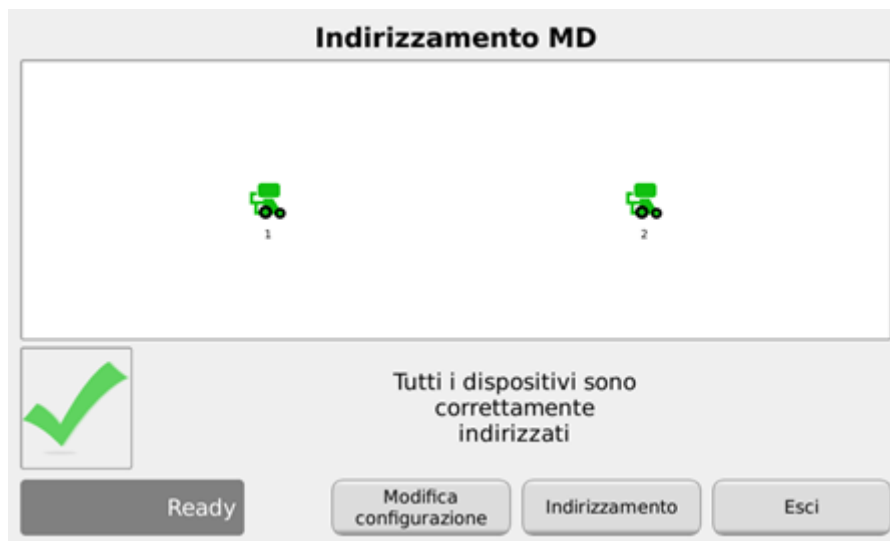 Indirizzamento MD
1
2
Tutti i dispositivi sono
correttamente
indirizzati
Ready
Modifica
configurazione
Indirizzamento
Esci